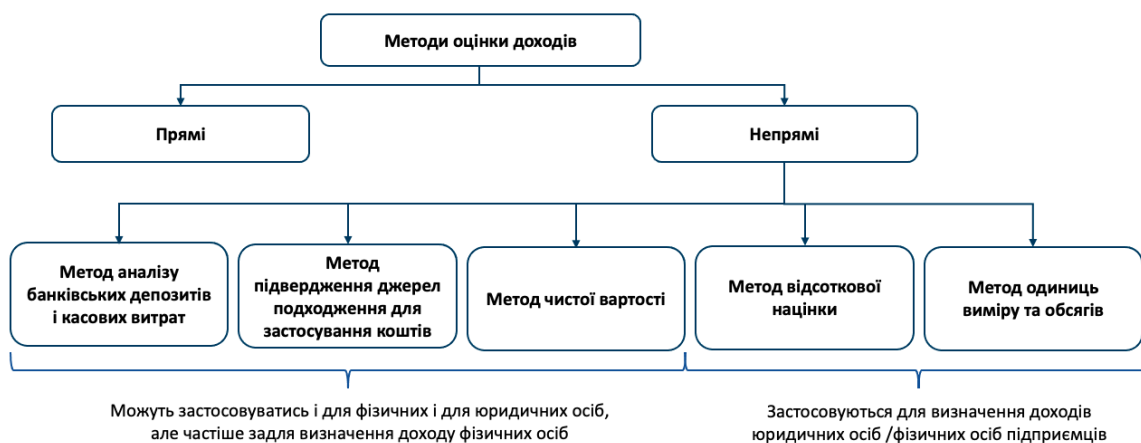 Методи оцінки доходів
Прямі
Непрямі
Метод аналізу
банківських депозитів
і касових витрат
Метод
підвердження джерел
подходження для
застосування коштів
Метод чистої вартості
Метод відсоткової
націнки
Метод одиниць
виміру та обсягів
Можуть застосовуватись і для фізичних і для юридичних осіб,
але частіше задля визначення доходу фізичних осіб
Застосовуються для визначення доходів
юридичних осіб /фізичних осіб підприємців